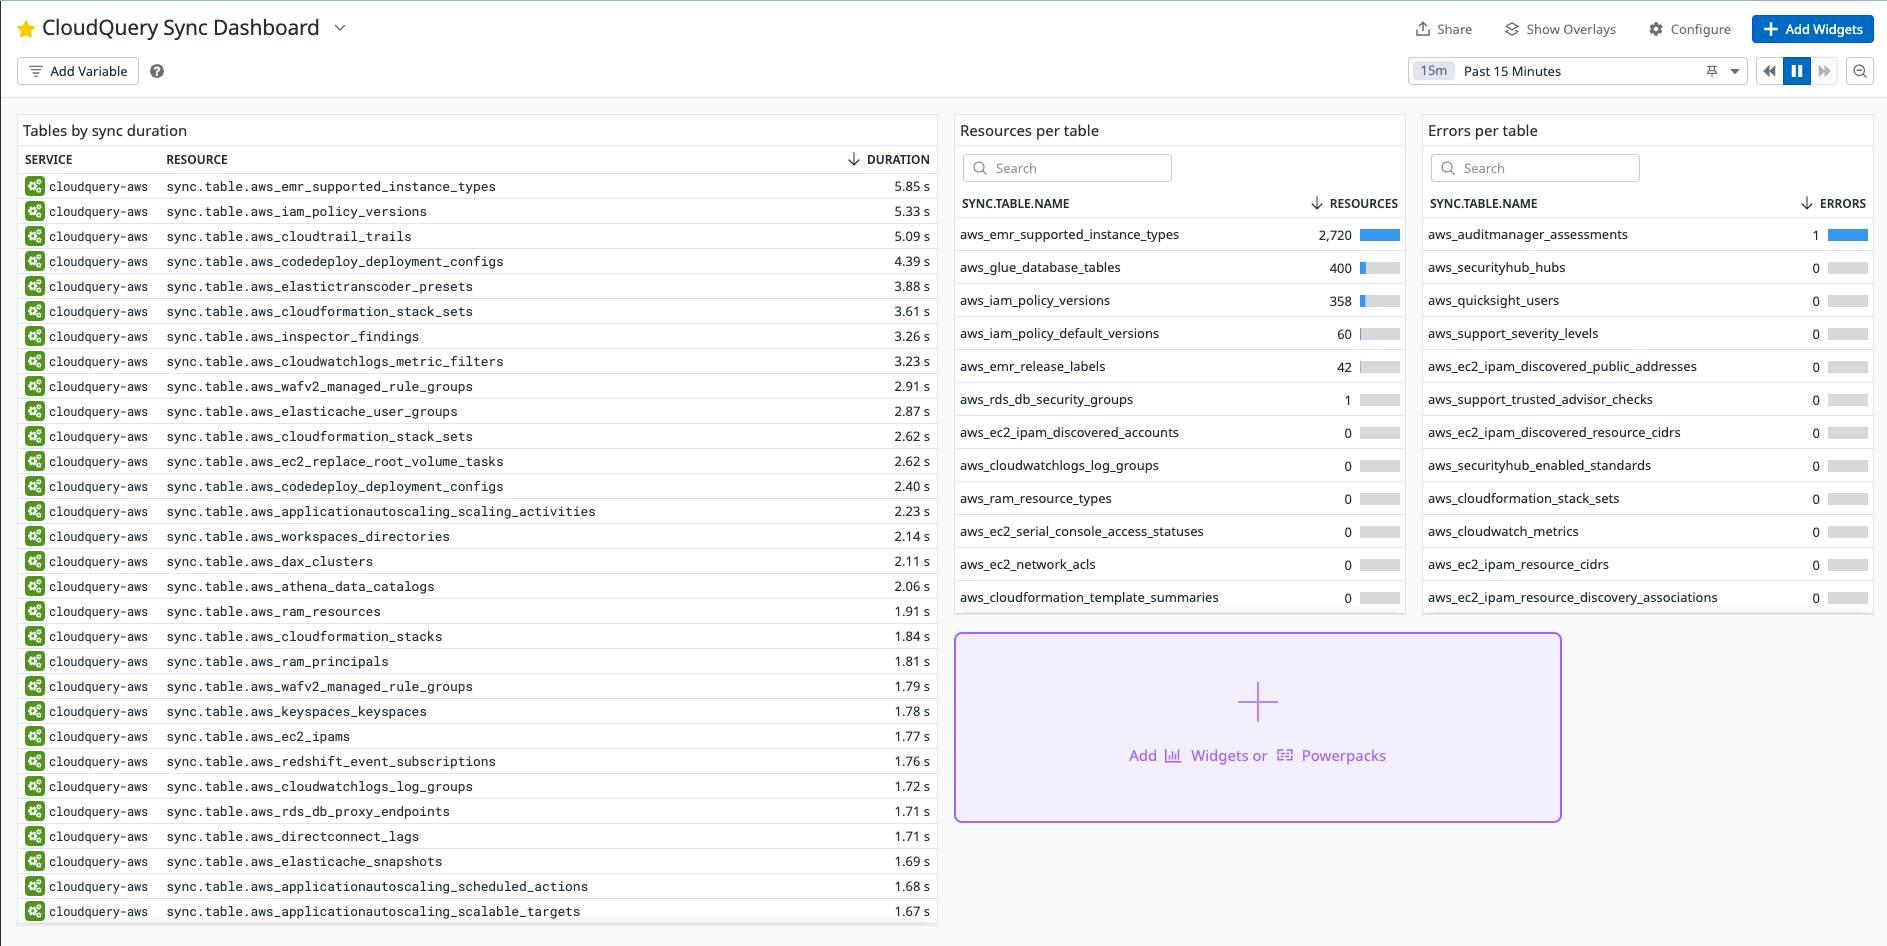 CloudQuery Sync Dashboard
Share Show Overlays Configure Add Widgets
Add Variable
15m Past 15 Minutes
Tables by sync duration
SERVICE RESOURCE DURATION
cloudquery-aws sync.table.aws_emr_supported_instance_types 5.85 s
cloudquery-aws sync.table.aws_iam_policy_versions 5.33 s
cloudquery-aws sync.table.aws_cloudtrail_trails 5.09 s
cloudquery-aws sync.table.aws_codedeploy_deployment_configs 4.39 s
cloudquery-aws sync.table.aws_elastictranscoder_presets 3.88 s
cloudquery-aws sync.table.aws_cloudformation_stack_sets 3.61 s
cloudquery-aws sync.table.aws_inspector_findings 3.26 s
cloudquery-aws sync.table.aws_cloudwatchlogs_metric_filters 3.23 s
cloudquery-aws sync.table.aws_wafv2_managed_rule_groups 2.91 s
cloudquery-aws sync.table.aws_elasticache_user_groups 2.87 s
cloudquery-aws sync.table.aws_cloudformation_stack_sets 2.62 s
cloudquery-aws sync.table.aws_ec2_replace_root_volume_tasks 2.62 s
cloudquery-aws sync.table.aws_codedeploy_deployment_configs 2.40 s
cloudquery-aws sync.table.aws_applicationautoscaling_scaling_activities 2.23 s
cloudquery-aws sync.table.aws_workspaces_directories 2.14 s
cloudquery-aws sync.table.aws_dax_clusters 2.11 s
cloudquery-aws sync.table.aws_athena_data_catalogs 2.06 s
cloudquery-aws sync.table.aws_ram_resources 1.91 s
cloudquery-aws sync.table.aws_cloudformation_stacks 1.84 s
cloudquery-aws sync.table.aws_ram_principals 1.81 s
cloudquery-aws sync.table.aws_wafv2_managed_rule_groups 1.79 s
cloudquery-aws sync.table.aws_keyspaces_keyspaces 1.78 s
cloudquery-aws sync.table.aws_ec2_ipams 1.77 s
cloudquery-aws sync.table.aws_redshift_event_subscriptions 1.76 s
cloudquery-aws sync.table.aws_cloudwatchlogs_log_groups 1.72 s
cloudquery-aws sync.table.aws_rds_db_proxy_endpoints 1.71 s
cloudquery-aws sync.table.aws_directconnect_lags 1.71 s
cloudquery-aws sync.table.aws_elasticache_snapshots 1.69 s
cloudquery-aws sync.table.aws_applicationautoscaling_scheduled_actions 1.68 s
cloudquery-aws sync.table.aws_applicationautoscaling_scalable_targets 1.67 s
Resources per table
Search
SYNC.TABLE.NAME RESOURCES
aws_emr_supported_instance_types 2,720
aws_glue_database_tables 400
aws_iam_policy_versions 358
aws_iam_policy_default_versions 60
aws_emr_release_labels 42
aws_rds_db_security_groups 1
aws_ec2_ipam_discovered_accounts 0
aws_cloudwatchlogs_log_groups 0
aws_ram_resource_types 0
aws_ec2_serial_console_access_statuses 0
aws_ec2_network_acls 0
aws_cloudformation_template_summaries 0
Errors per table
Search
SYNC.TABLE.NAME ERRORS
aws_auditmanager_assessments 1
aws_securityhub_hubs 0
aws_quicksight_users 0
aws_support_severity_levels 0
aws_ec2_ipam_discovered_public_addresses 0
aws_support_trusted_advisor_checks 0
aws_ec2_ipam_discovered_resource_cidrs 0
aws_securityhub_enabled_standards 0
aws_cloudformation_stack_sets 0
aws_cloudwatch_metrics 0
aws_ec2_ipam_resource_cidrs 0
aws_ec2_ipam_resource_discovery_associations 0
Add Widgets or Powerpacks